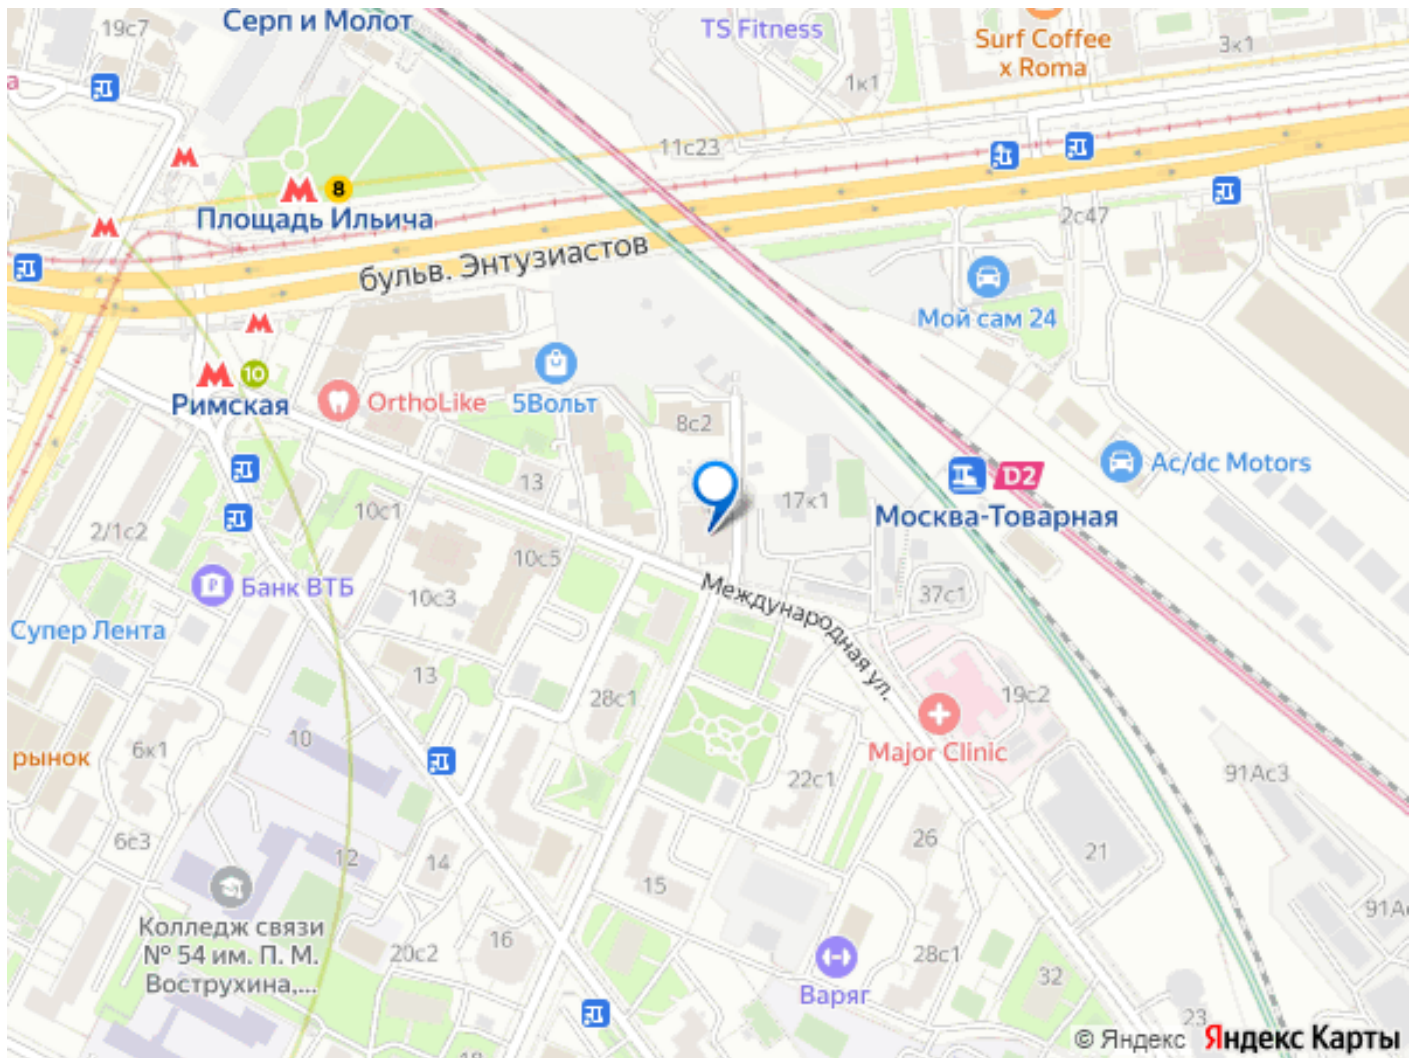 Серп и Молот
19с7
TS Fitness
Surf Coffee
x Roma
3к1
1к1
11с23
М
М
М 8
Площадь Ильича
бульв. Энтузиастов
2с47
Мой сам 24
М
М 10
Римская
OrthoLike
5Вольт
8с2
13
17к1
D2
Москва-Товарная
Ac/dc Motors
2/1с2
10с1
10с5
Банк ВТБ
10с3
Международная ул.
37с1
Супер Лента
13
28с1
19с2
Major Clinic
рынок
6к1
10
22с1
91Ас3
6с3
12
14
15
26
21
Колледж связи
№ 54 им. П. М.
Вострухина,...
20с2
16
Варяг
28с1
32
91А
23
18
© Яндекс Яндекс Карты